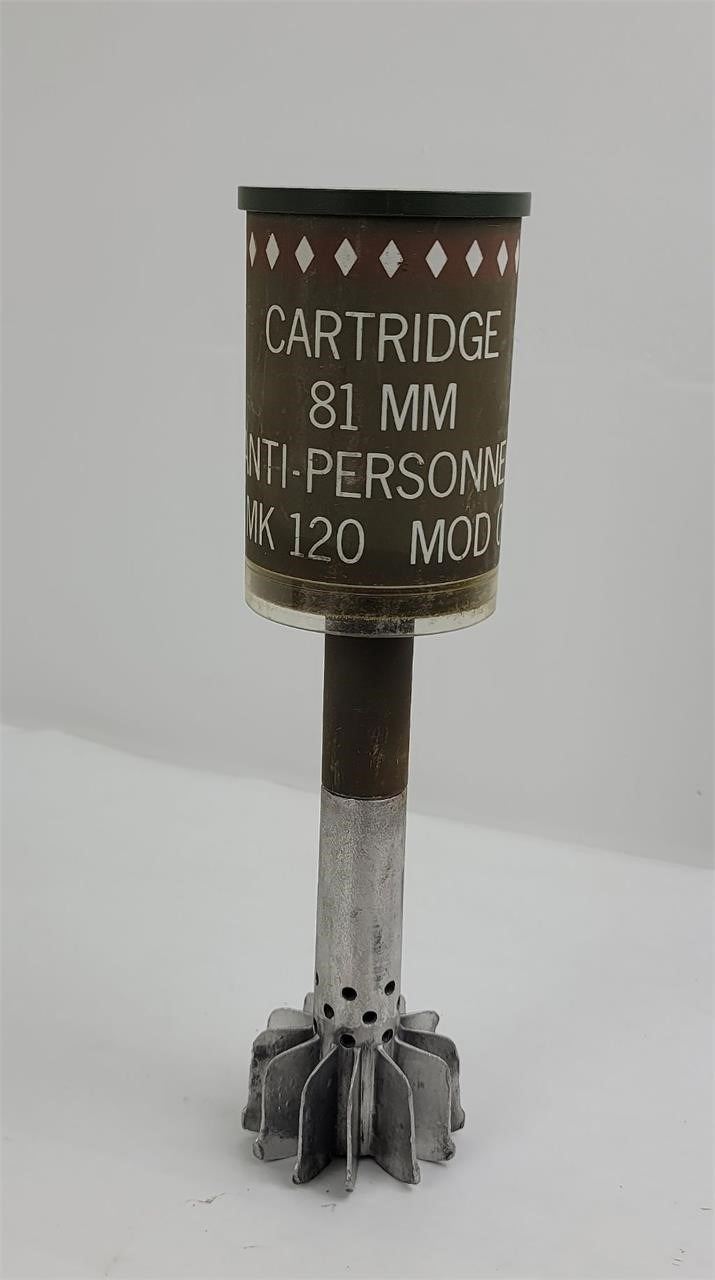 CARTRIDGE
81 MM
ANTI-PERSONNE
MK 120 MOD